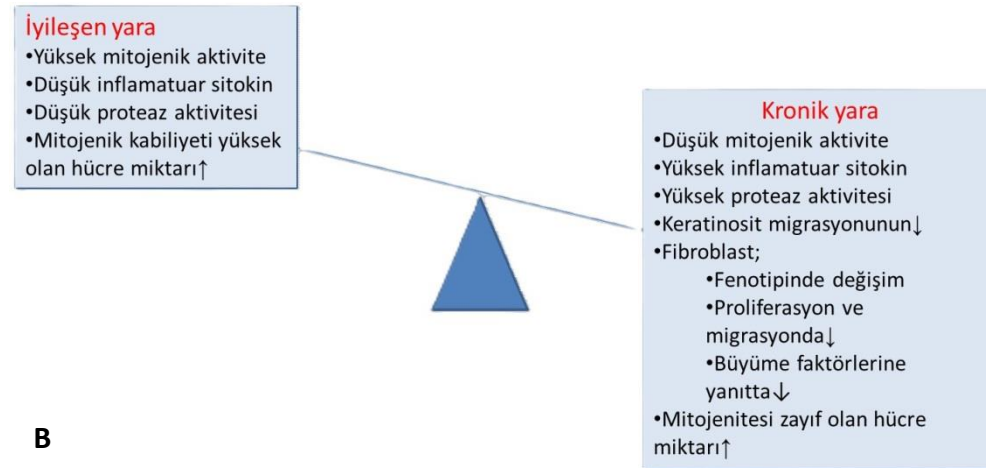 İyileşen yara
•Yüksek mitojenik aktivite
•Düşük inflamatuar sitokin
•Düşük proteaz aktivitesi
•Mitojenik kabiliyeti yüksek
olan hücre miktarı↑
Kronik yara
•Düşük mitojenik aktivite
•Yüksek inflamatuar sitokin
•Yüksek proteaz aktivitesi
•Keratinosit migrasyonunun↓
•Fibroblast;
•Fenotipinde değişim
•Proliferasyon ve
migrasyonda↓
•Büyüme faktörlerine
yanıtta↓
•Mitojenitesi zayıf olan hücre
miktarı↑
B